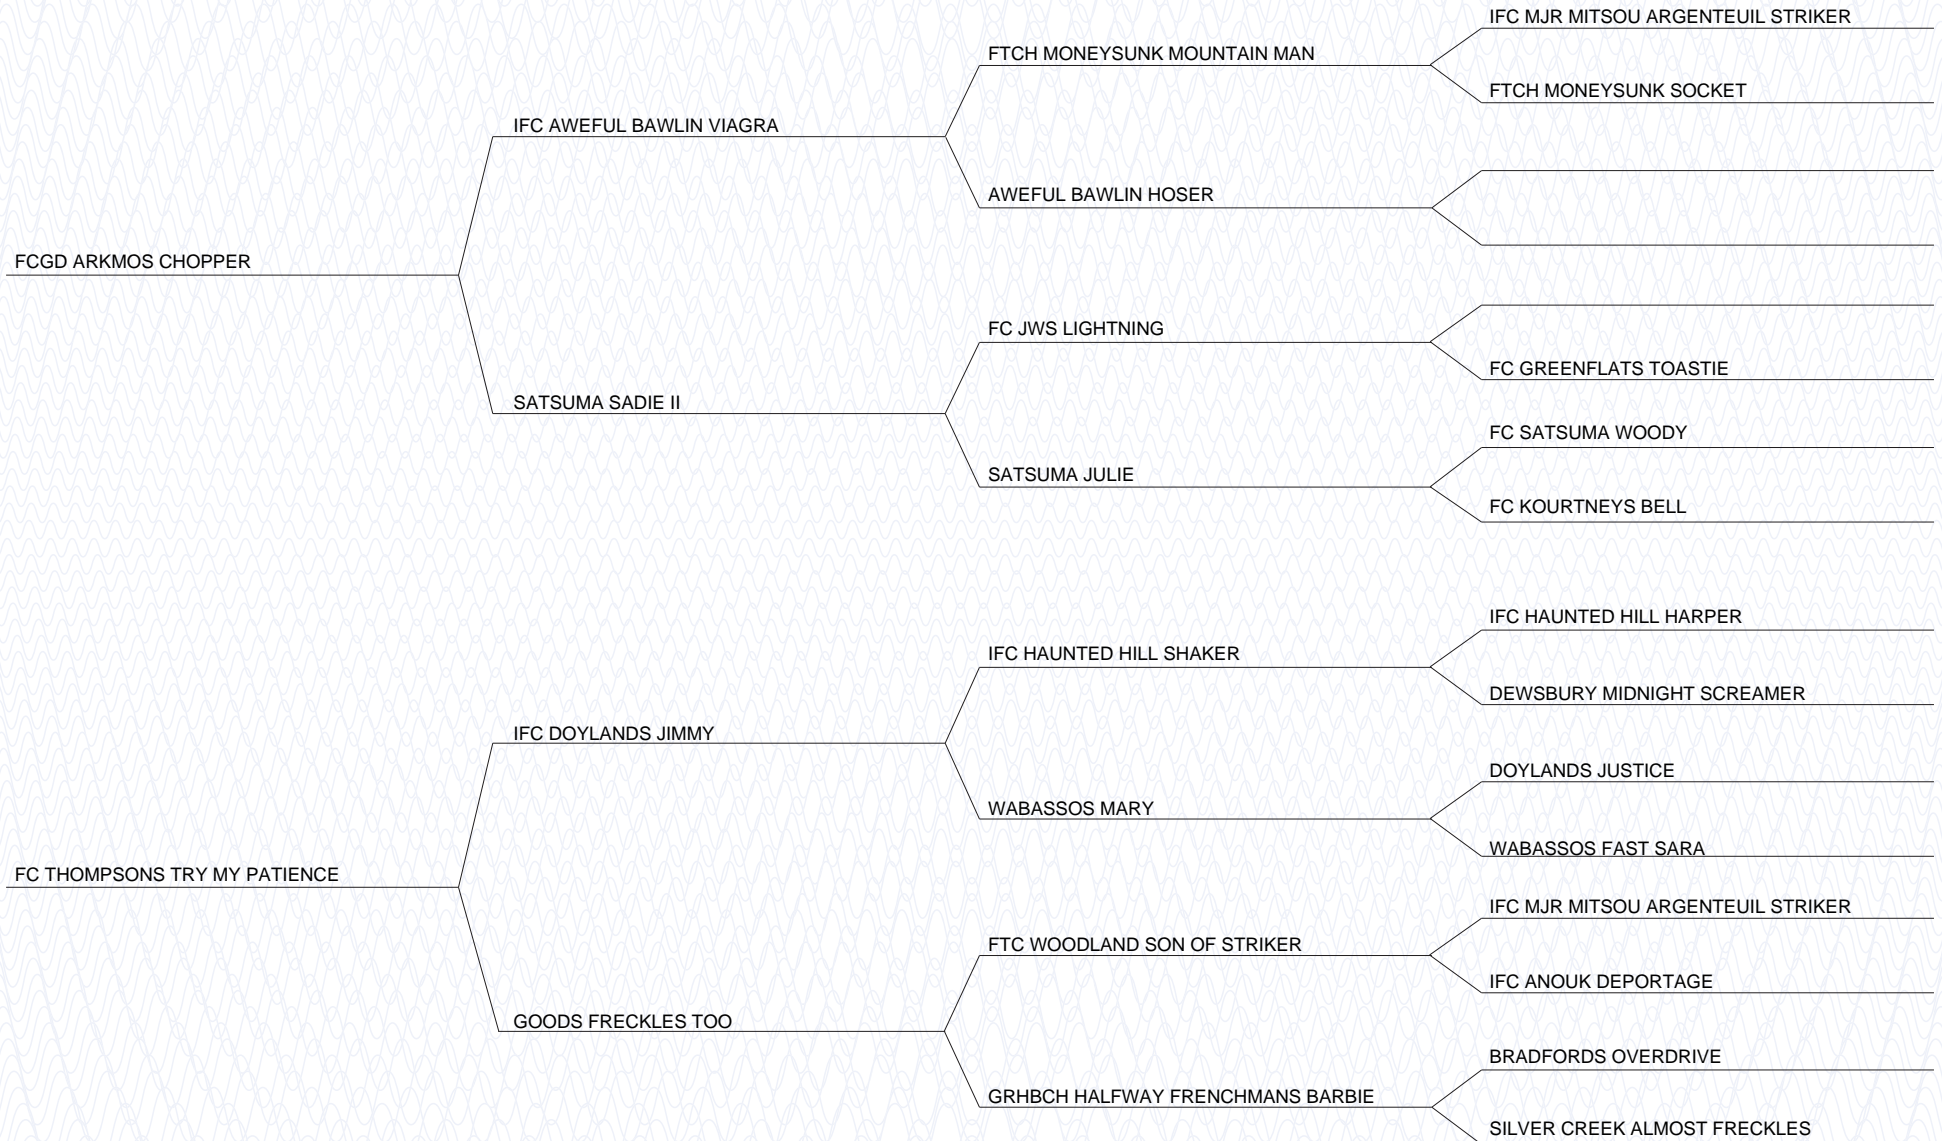 IFC MJR MITSOU ARGENTEUIL STRIKER
FTCH MONEYSUNK MOUNTAIN MAN
FTCH MONEYSUNK SOCKET
IFC AWEFUL BAWLIN VIAGRA
AWEFUL BAWLIN HOSER
FCGD ARKMOS CHOPPER
FC JWS LIGHTNING
FC GREENFLATS TOASTIE
SATSUMA SADIE II
FC SATSUMA WOODY
SATSUMA JULIE
FC KOURTNEYS BELL
IFC HAUNTED HILL HARPER
IFC HAUNTED HILL SHAKER
DEWSBURY MIDNIGHT SCREAMER
IFC DOYLANDS JIMMY
DOYLANDS JUSTICE
WABASSOS MARY
WABASSOS FAST SARA
FC THOMPSONS TRY MY PATIENCE
IFC MJR MITSOU ARGENTEUIL STRIKER
FTC WOODLAND SON OF STRIKER
IFC ANOUK DEPORTAGE
GOODS FRECKLES TOO
BRADFORDS OVERDRIVE
GRHBCH HALFWAY FRENCHMANS BARBIE
SILVER CREEK ALMOST FRECKLES